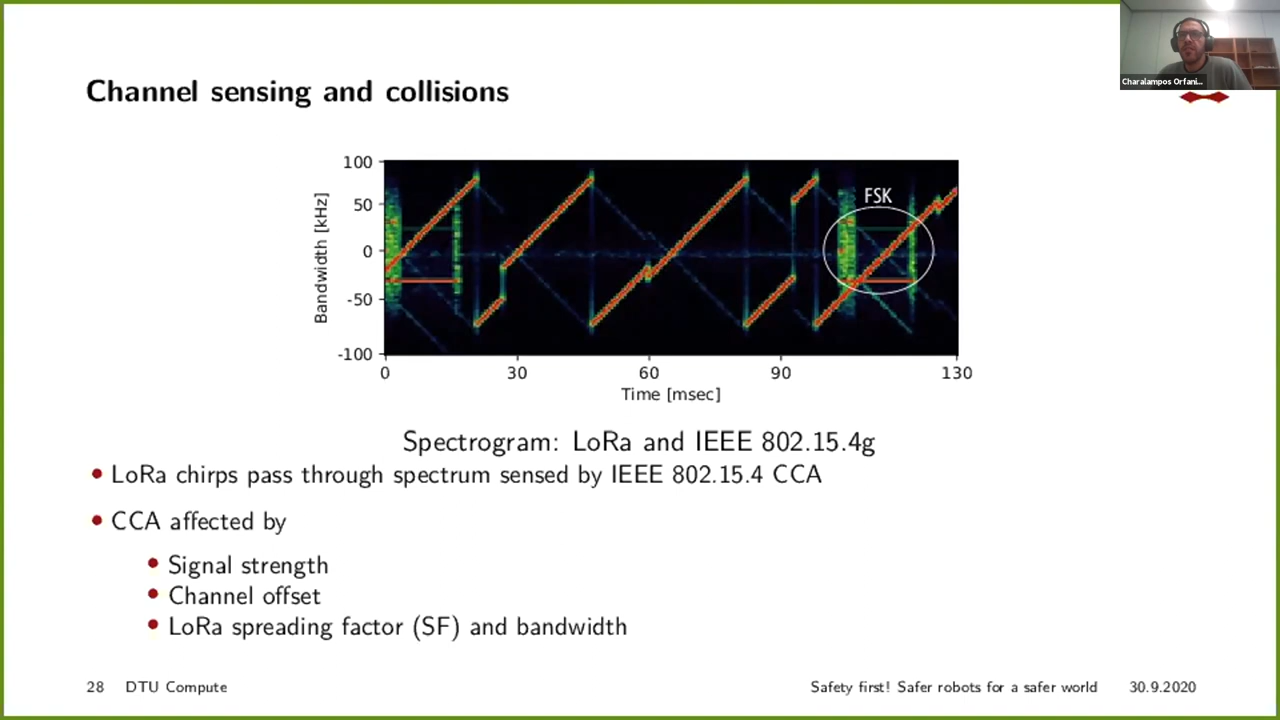 Charalampos Orfani...
Channel sensing and collisions
100
50
0
-50
-100
Bandwidth [kHz]
FSK
0 30 60 90 130
Time [msec]
Spectrogram: LoRa and IEEE 802.15.4g
• LoRa chirps pass through spectrum sensed by IEEE 802.15.4 CCA
• CCA affected by
• Signal strength
• Channel offset
• LoRa spreading factor (SF) and bandwidth
28 DTU Compute Safety first! Safer robots for a safer world 30.9.2020